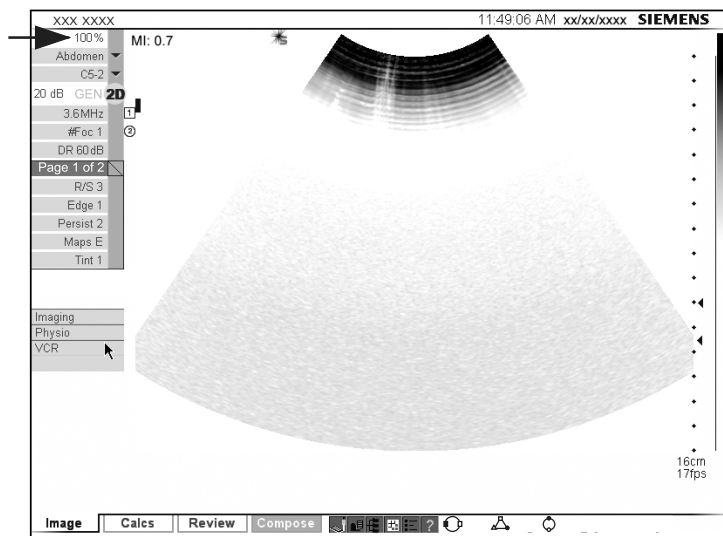 XXX XXXX 11:49:06 AM xx/xx/xxxx SIEMENS
100% MI: 0.7
S
Abdomen
C5-2
20 dB GEN 2D
3.6MHz 1
#Foc 1 2
DR 60dB
Page 1 of 2
R/S 3
Edge 1
Persist 2
Maps E
Tint 1
Imaging
Physio
VCR
16cm
17fps
Image Calcs Review Compose ?